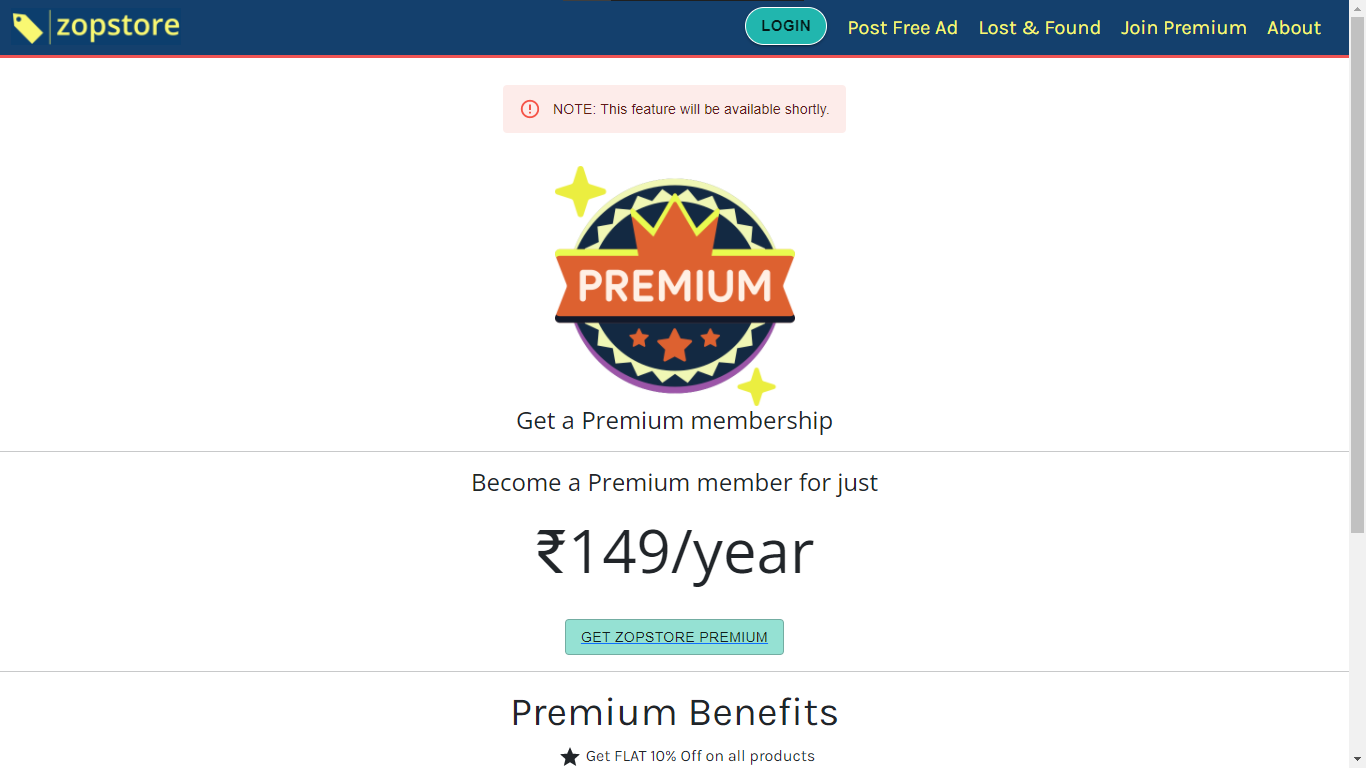 zopstore
LOGIN
Post Free Ad
Lost & Found
Join Premium
About
NOTE: This feature will be available shortly.
PREMIUM
Get a Premium membership
Become a Premium member for just
₹149/year
GET ZOPSTORE PREMIUM
Premium Benefits
Get FLAT 10% Off on all products